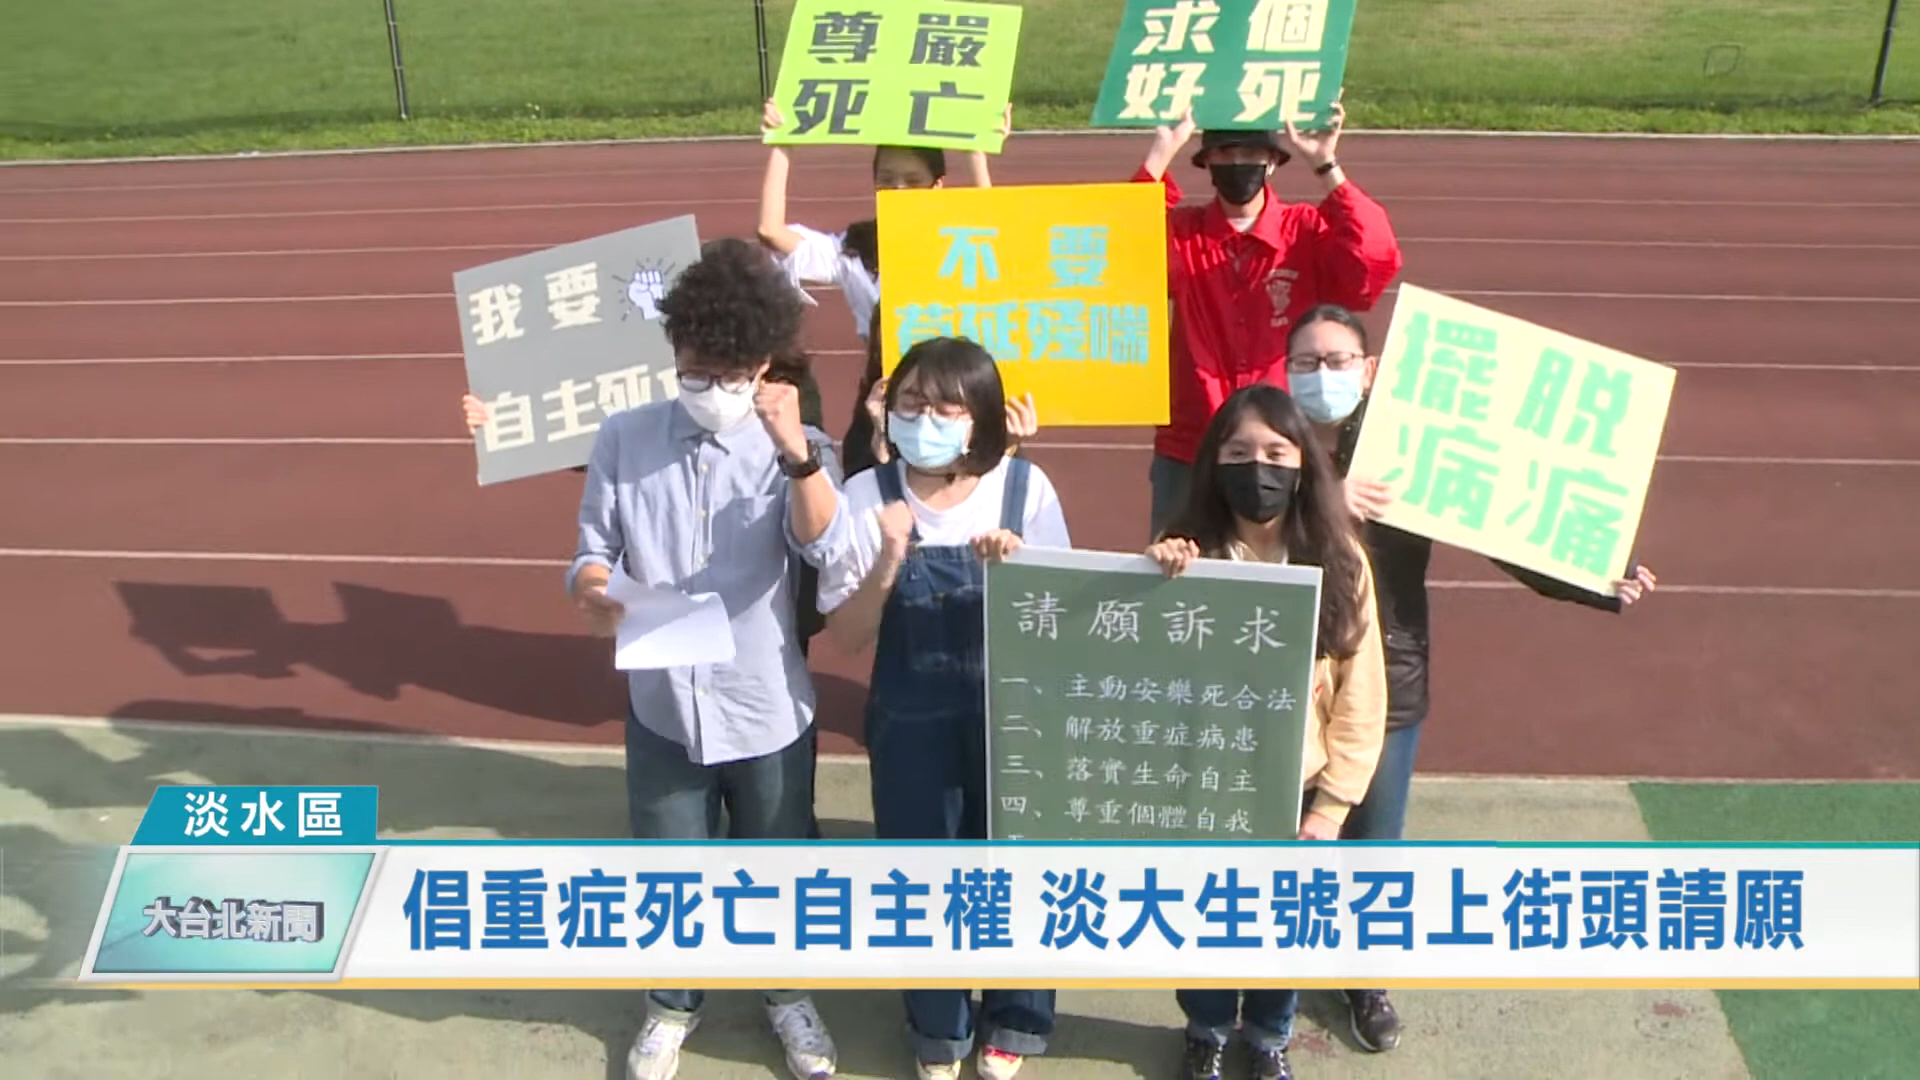 尊嚴
死亡
求個
好死
不要
苟延殘喘
我要
自主死
擺脫
病痛
請願訴求
一、主動安樂死合法
二、解放重症病患
三、落實生命自主
四、尊重個體自我
淡水區
大台北新聞
倡重症死亡自主權 淡大生號召上街頭請願